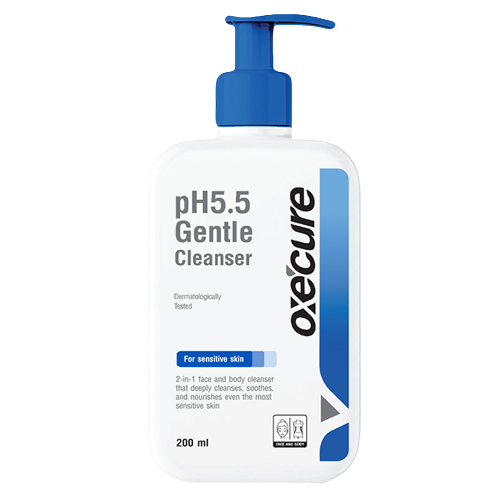 pH5.5
Gentle
Cleanser
oxécure
Dermatologically
Tested
For sensitive skin
2-in-1 face and body cleanser
that deeply cleanses, soothes,
and nourishes even the most
sensitive skin
200 ml
FACE AND BODY